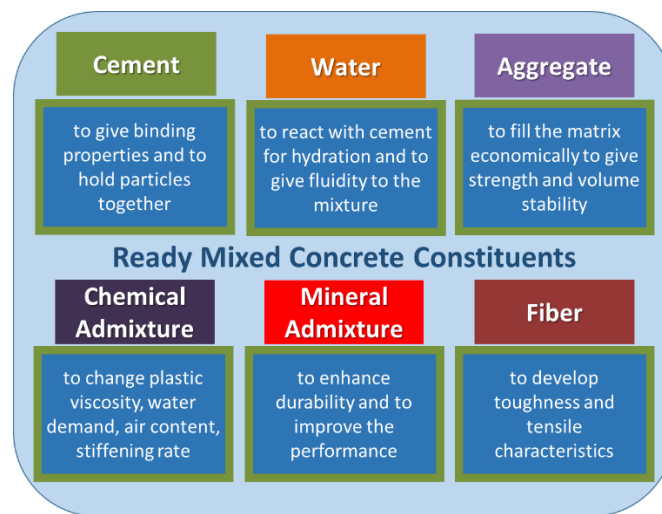 Cement
to give binding
properties and to
hold particles
together
Water
to react with cement
for hydration and to
give fluidity to the
mixture
Aggregate
to fill the matrix
economically to give
strength and volume
stability
Ready Mixed Concrete Constituents
Chemical
Admixture
to change plastic
viscosity, water
demand, air content,
stiffening rate
Mineral
Admixture
to enhance
durability and to
improve the
performance
Fiber
to develop
toughness and
tensile
characteristics